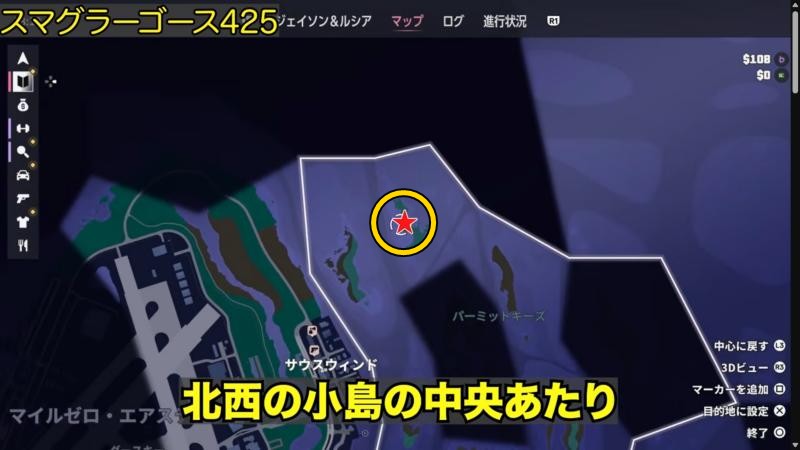 スマグラーゴース425
ジェイソン&ルシア マップ ログ 進行状況 R1
$108
$0
パーミットキーズ
サウスウィンド
中心に戻す L3
3Dビュー R3
マーカーを追加
目的地に設定
終了
マイルゼロ・エアス
北西の小島の中央あたり